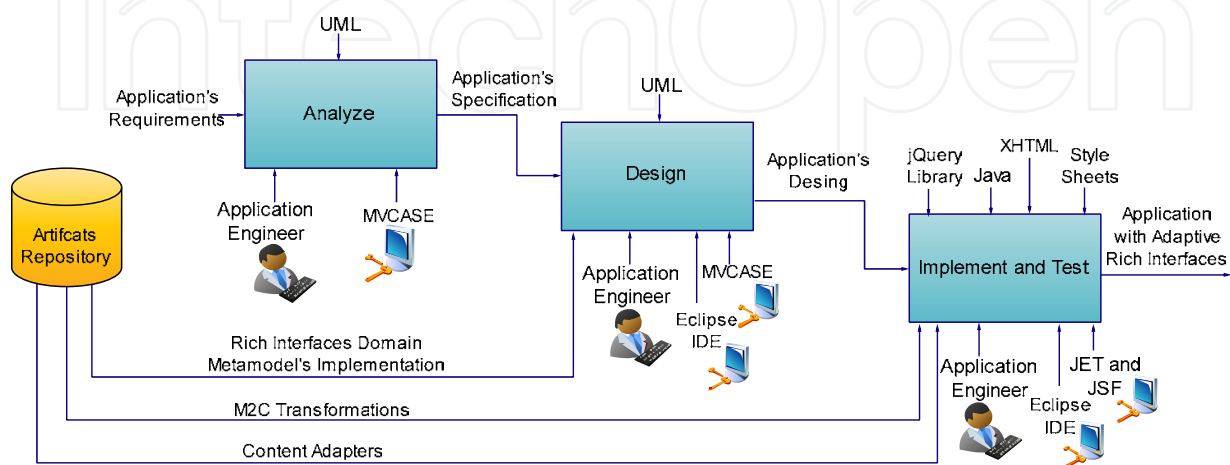 IntechOpen
UML
Application's
Requirements
Analyze
Application's
Specification
Application
Engineer
MVCASE
UML
Design
Application's
Desing
Application
Engineer
Eclipse
IDE
MVCASE
jQuery
Library
Java
XHTML
Style
Sheets
Implement and Test
Application
with Adaptive
Rich Interfaces
Application
Engineer
Eclipse
IDE
JET and
JSF
Artifcats
Repository
Rich Interfaces Domain
Metamodel's Implementation
M2C Transformations
Content Adapters